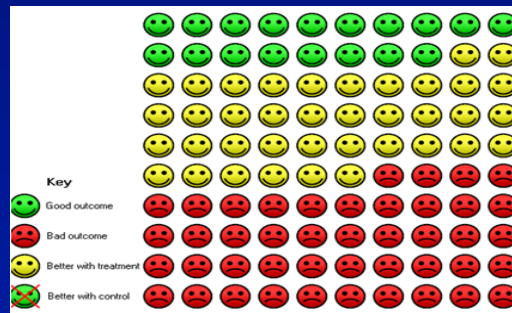 Key
Good outcome
Bad outcome
Better with treatment
Better with control